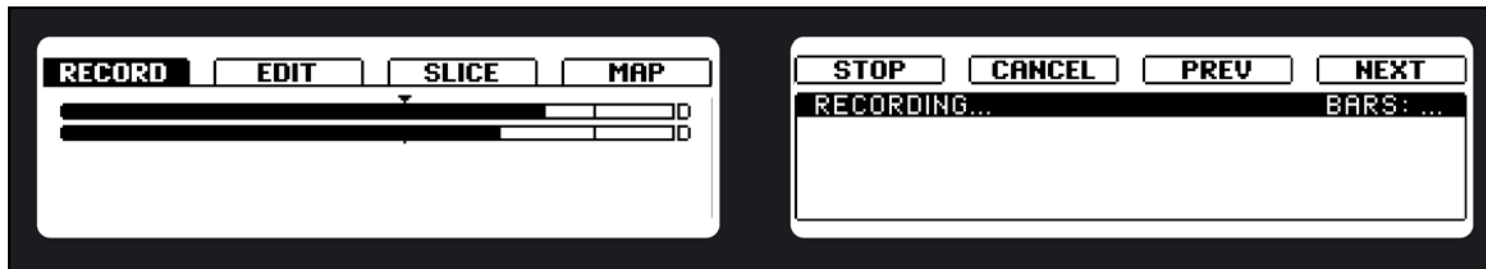 RECORD EDIT SLICE MAP
STOP CANCEL PREV NEXT
RECORDING... BARS: ...